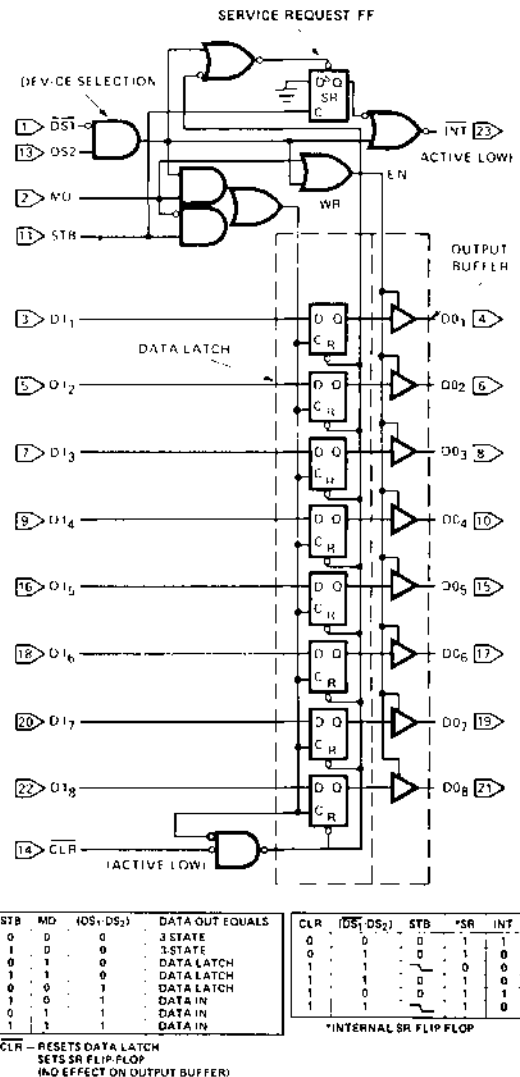 SERVICE REQUEST FF
DEVICE SELECTION
D
SR
C
1 DS1
13 DS2
INT 23
(ACTIVE LOW)
2 MD
EN
WR
STB
OUTPUT
BUFFER
3 DI1 D Q C R DO1 4
DATA LATCH
5 DI2 D Q C R DO2 6
7 DI3 D Q C R DO3 8
9 DI4 D Q C R DO4 10
16 DI5 D Q C R DO5 15
18 DI6 D Q C R DO6 17
20 DI7 D Q C R DO7 19
22 DI8 D Q C R DO8 21
14 CLR
(ACTIVE LOW)
STB MD (DS1·DS2) DATA OUT EQUALS
0 0 0 3-STATE
1 0 0 3-STATE
0 1 0 DATA LATCH
1 1 0 DATA LATCH
0 0 1 DATA LATCH
1 0 1 DATA IN
0 1 1 DATA IN
1 1 1 DATA IN
CLR – RESETS DATA LATCH
SETS SR FLIP-FLOP
(NO EFFECT ON OUTPUT BUFFER)
CLR (DS1·DS2) STB *SR INT
0 0 0 1 1
0 1 0 1 0
1 1 0 0
1 1 0 1 0
1 0 0 1 1
1 1 1 0
*INTERNAL SR FLIP FLOP